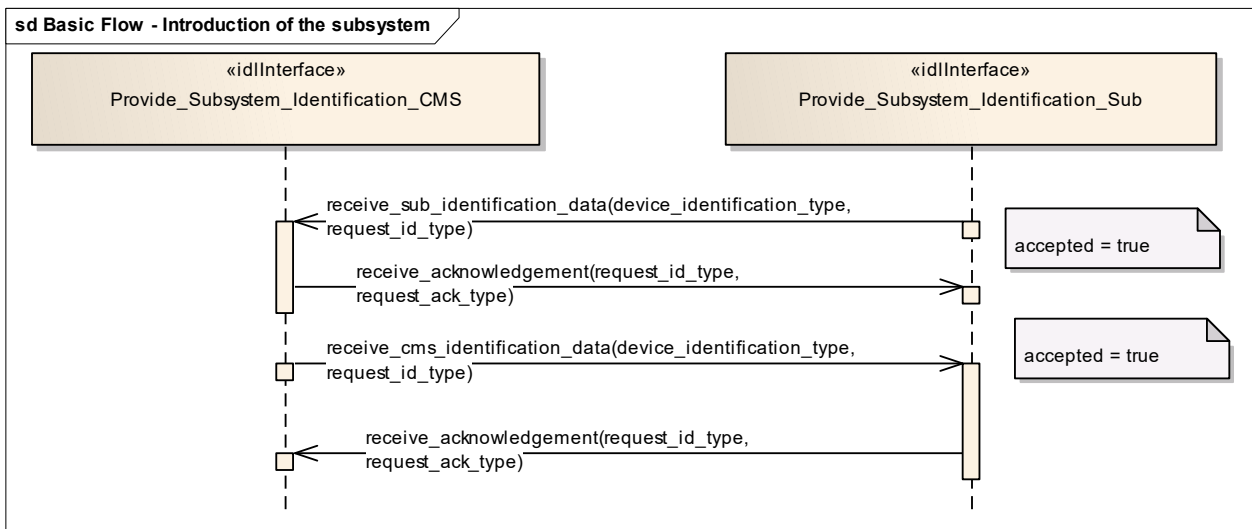 sd Basic Flow - Introduction of the subsystem
«idlInterface»
Provide_Subsystem_Identification_CMS
«idlInterface»
Provide_Subsystem_Identification_Sub
receive_sub_identification_data(device_identification_type,
request_id_type)
accepted = true
receive_acknowledgement(request_id_type,
request_ack_type)
receive_cms_identification_data(device_identification_type,
request_id_type)
accepted = true
receive_acknowledgement(request_id_type,
request_ack_type)